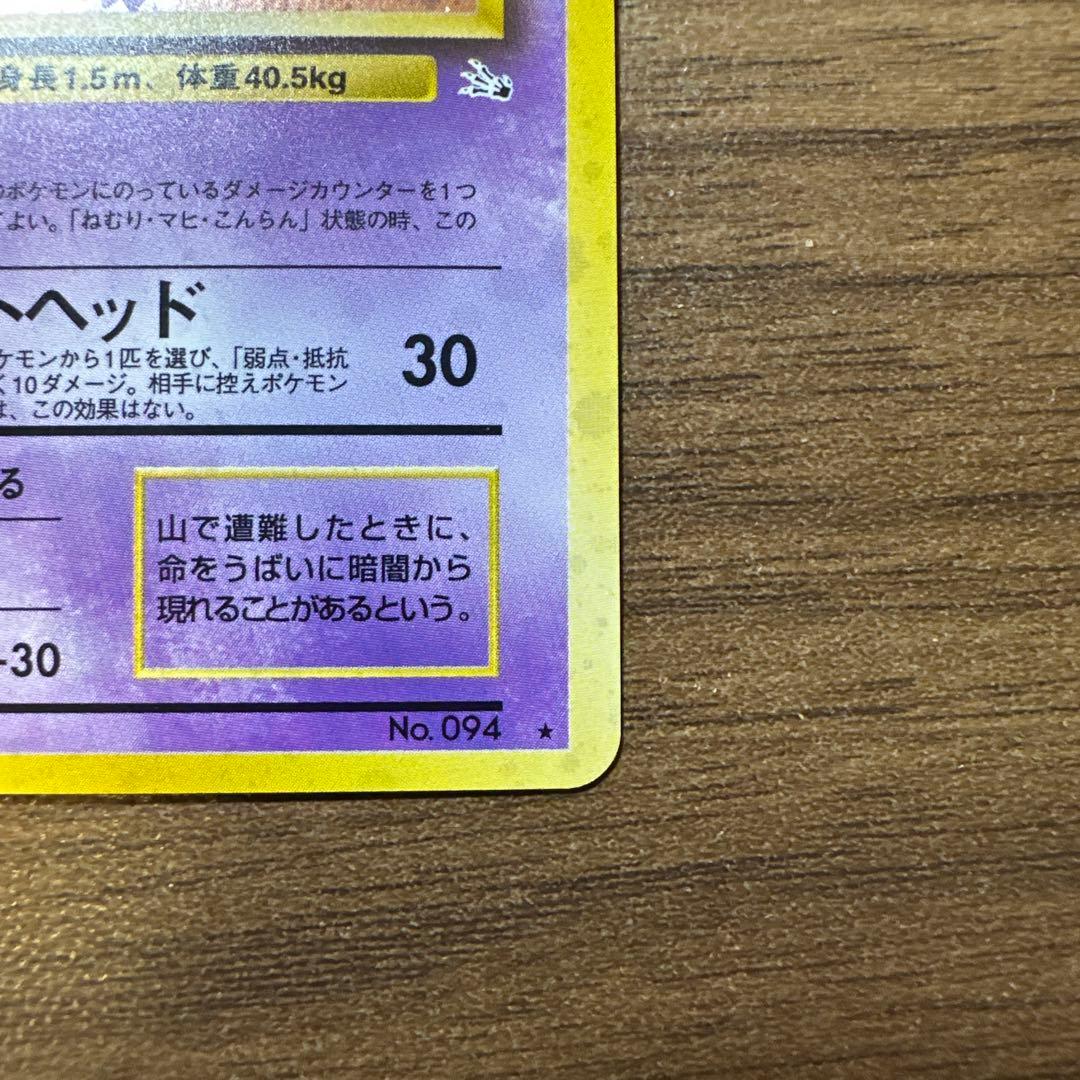 身長1.5m、体重40.5kg
ポケモンにのっているダメージカウンターを1つ
てよい。「ねむり・マヒ・こんらん」状態の時、この
トヘッド
30
ケモンから1匹を選び、「弱点・抵抗
く10ダメージ。相手に控えポケモン
は、この効果はない。
る
山で遭難したときに、
命をうばいに暗闇から
現れることがあるという。
-30
No. 094 ★